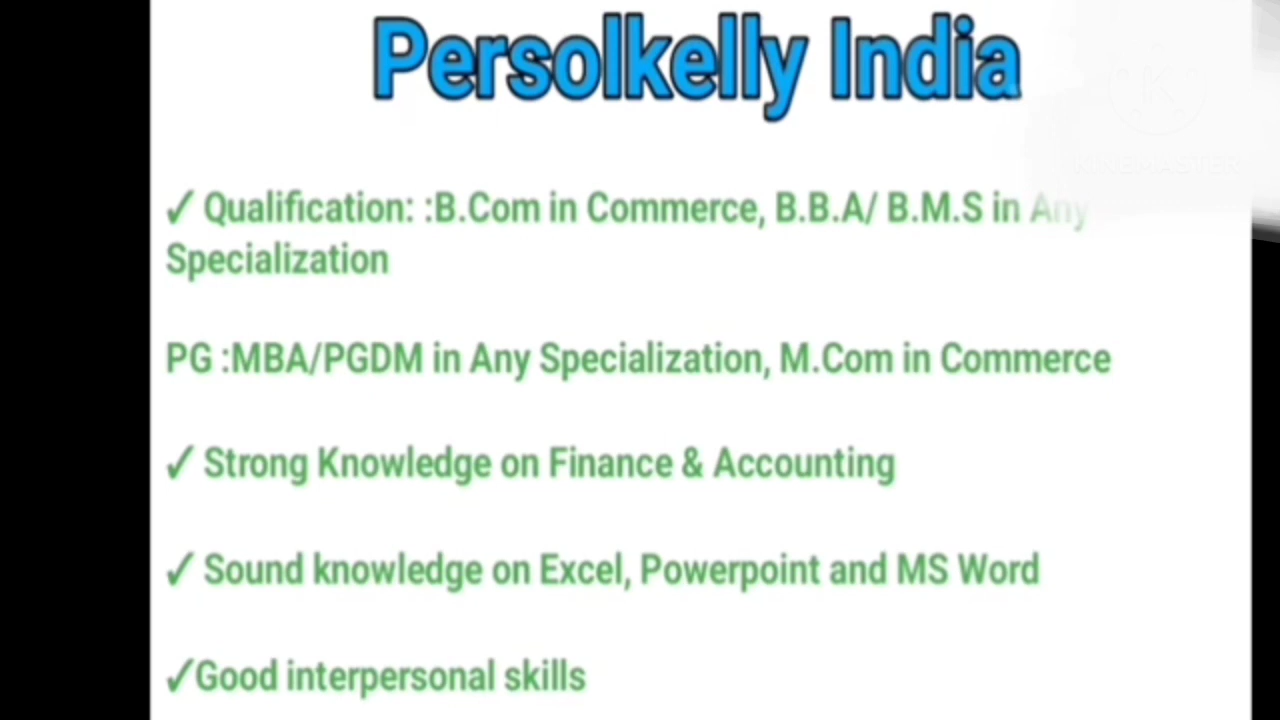 Persolkelly India
KINEMASTER
✓ Qualification: :B.Com in Commerce, B.B.A/ B.M.S in Any
Specialization
PG :MBA/PGDM in Any Specialization, M.Com in Commerce
✓ Strong Knowledge on Finance & Accounting
✓ Sound knowledge on Excel, Powerpoint and MS Word
✓Good interpersonal skills